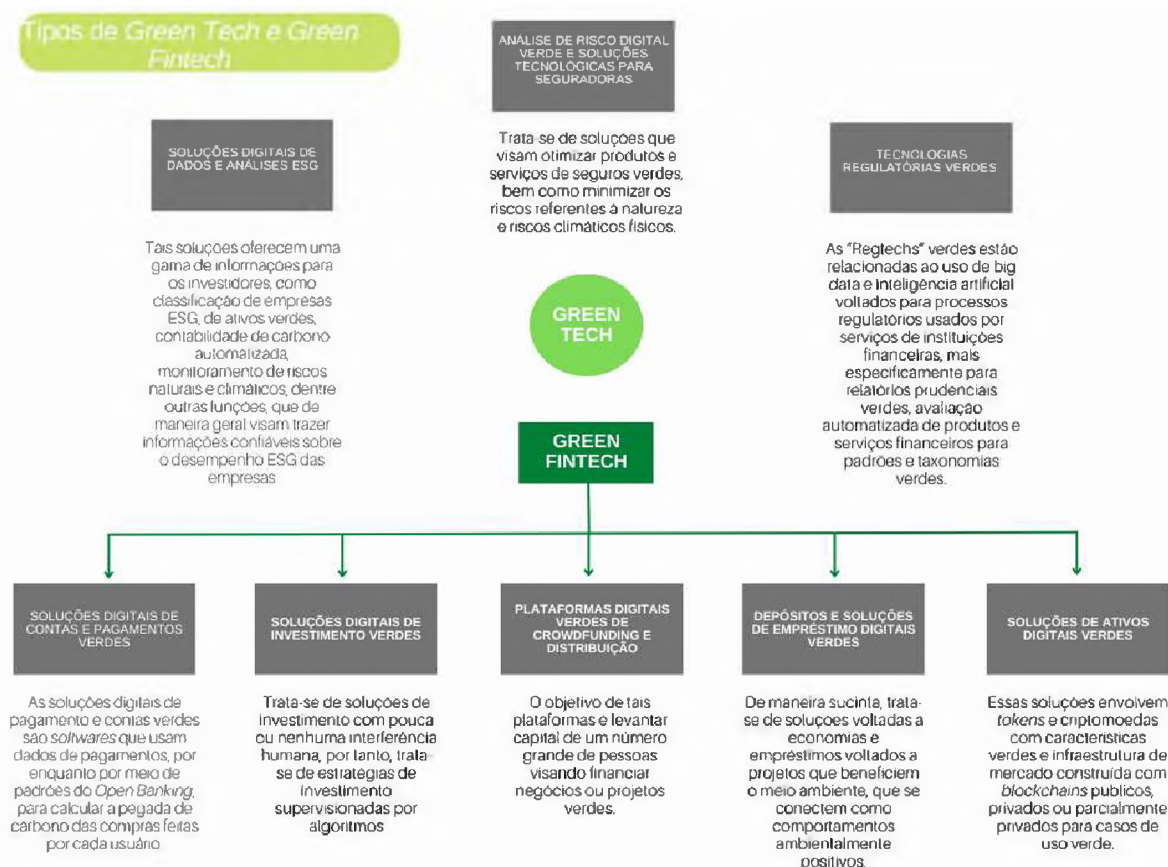 Tipos de Green Tech e Green
Fintech
ANÁLISE DE RISCO DIGITAL
VERDE E SOLUÇÕES
TECNOLÓGICAS PARA
SEGURADORAS
Trata-se de soluções que
visam otimizar produtos e
serviços de seguros verdes,
bem como minimizar os
riscos referentes à natureza
e riscos climáticos físicos.
SOLUÇÕES DIGITAIS DE
DADOS E ANÁLISES ESG
Tais soluções oferecem uma
gama de informações para
os investidores, como
classificação de empresas
ESG, de ativos verdes,
contabilidade de carbono
automatizada,
monitoramento de riscos
naturais e climáticos, dentre
outras funções, que de
maneira geral visam trazer
informações confiáveis sobre
o desempenho ESG das
empresas
TECNOLOGIAS
REGULATÓRIAS VERDES
As "Regtechs" verdes estão
relacionadas ao uso de big
data e inteligência artificial
voltados para processos
regulatórios usados por
serviços de instituições
financeiras, mais
especificamente para
relatórios prudenciais
verdes, avaliação
automatizada de produtos e
serviços financeiros para
padrões e taxonomias
verdes.
GREEN
TECH
GREEN
FINTECH
SOLUÇÕES DIGITAIS DE
CONTAS E PAGAMENTOS
VERDES
As soluções digitais de
pagamento e contas verdes
são softwares que usam
dados de pagamentos, por
enquanto por meio de
padrões do Open Banking,
para calcular a pegada de
carbono das compras feitas
por cada usuário
SOLUÇÕES DIGITAIS DE
INVESTIMENTO VERDES
Trata-se de soluções de
investimento com pouca
ou nenhuma interferência
humana, por tanto, trata-
se de estratégias de
investimento
supervisionadas por
algoritmos
PLATAFORMAS DIGITAIS
VERDES DE
CROWDFUNDING E
DISTRIBUIÇÃO
O objetivo de tais
plataformas é levantar
capital de um número
grande de pessoas
visando financiar
negócios ou projetos
verdes.
DEPÓSITOS E SOLUÇÕES
DE EMPRÉSTIMO DIGITAIS
VERDES
De maneira sucinta, trata-
se de soluções voltadas a
economias e
empréstimos voltados a
projetos que beneficiem
o meio ambiente, que se
conectem como
comportamentos
ambientalmente
positivos.
SOLUÇÕES DE ATIVOS
DIGITAIS VERDES
Essas soluções envolvem
tokens e criptomoedas
com características
verdes e infraestrutura de
mercado construída com
blockchains públicos,
privados ou parcialmente
privados para casos de
uso verde.